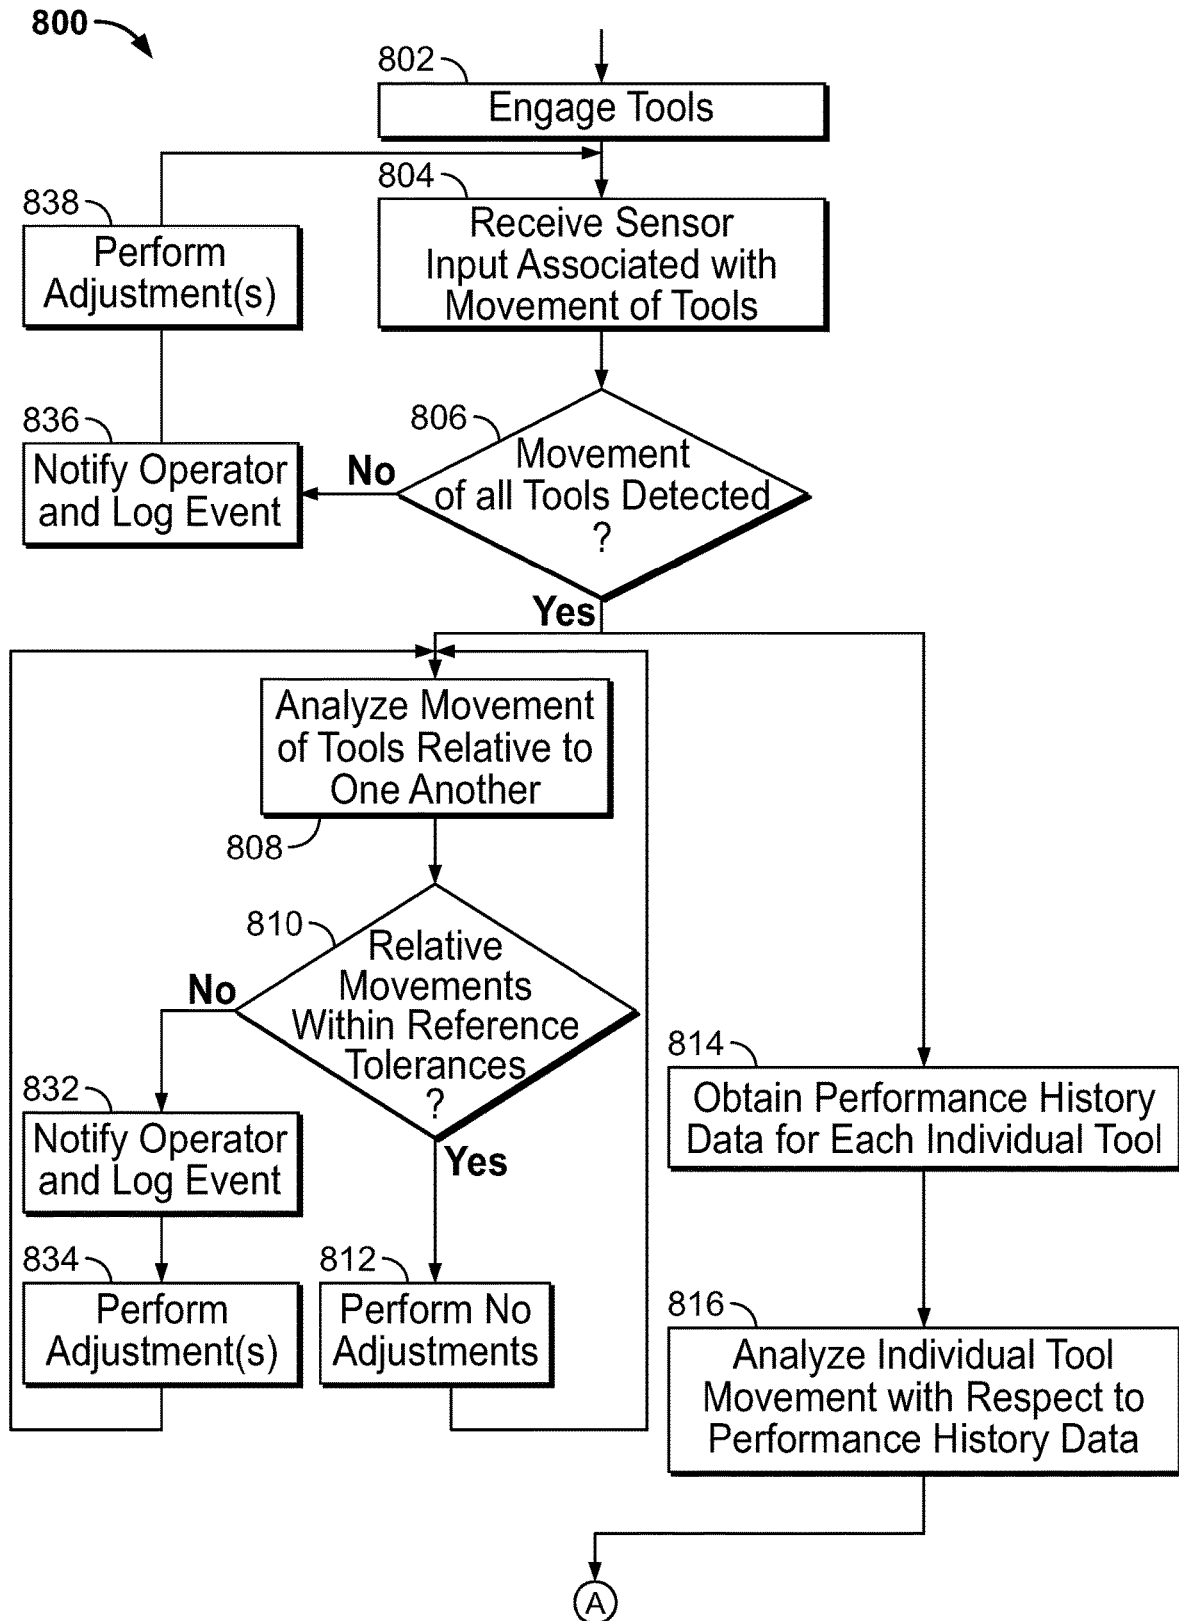 800
802
Engage Tools
804
Receive Sensor
Input Associated with
Movement of Tools
838
Perform
Adjustment(s)
836
Notify Operator
and Log Event
No
806
Movement
of all Tools Detected
?
Yes
Analyze Movement
of Tools Relative to
One Another
808
810
Relative
Movements
Within Reference
Tolerances
?
No
Yes
832
Notify Operator
and Log Event
834
Perform
Adjustment(s)
812
Perform No
Adjustments
814
Obtain Performance History
Data for Each Individual Tool
816
Analyze Individual Tool
Movement with Respect to
Performance History Data
A